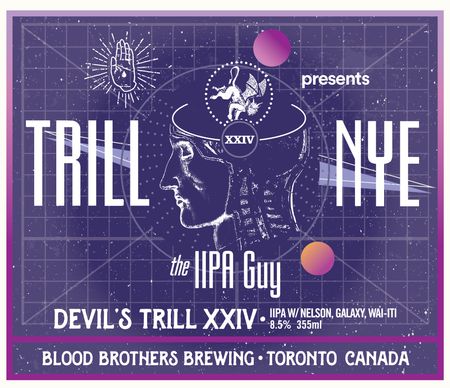 presents
XXIV
TRILL NYE
the IIPA Guy
DEVIL'S TRILL XXIV • IIPA W/ NELSON, GALAXY, WAI-ITI
8.5% 355ml
BLOOD BROTHERS BREWING • TORONTO CANADA